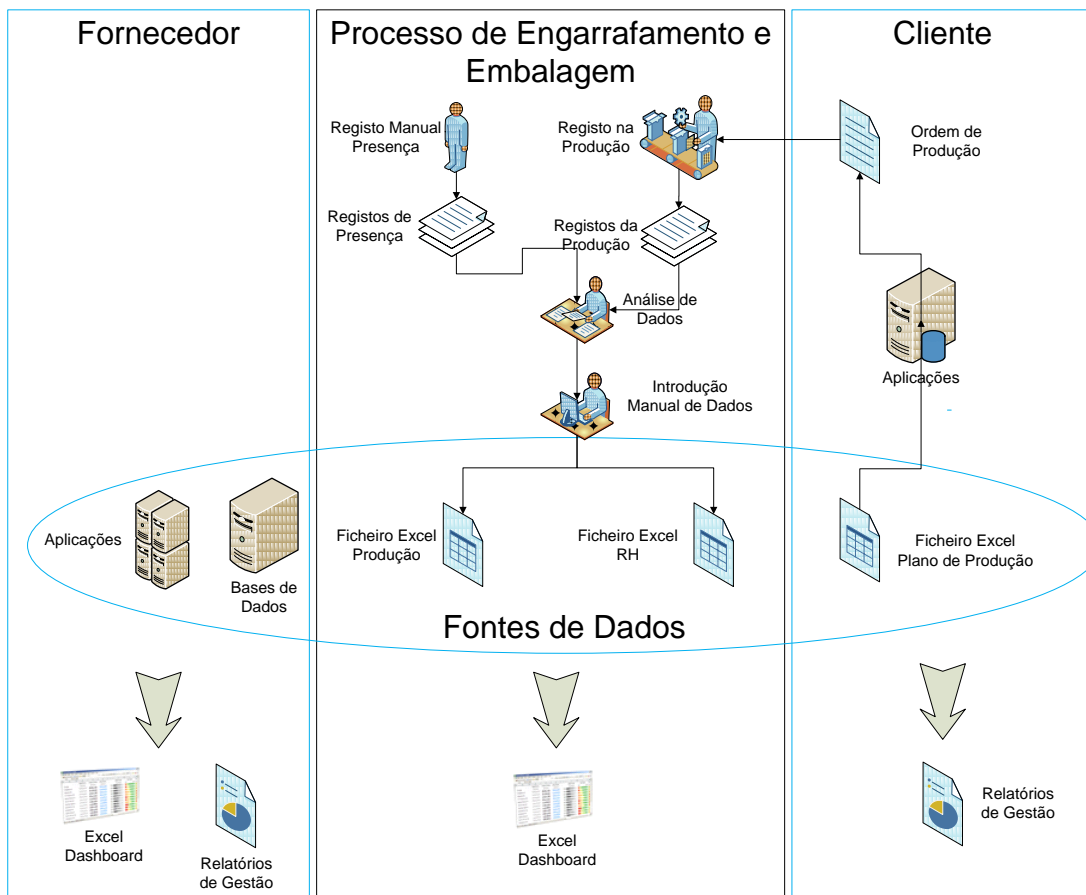 Fornecedor
Processo de Engarrafamento e
Embalagem
Cliente
Registo Manual
Presença
Registo na
Produção
Ordem de
Produção
Registos de
Presença
Registos da
Produção
Análise de
Dados
Aplicações
Introdução
Manual de Dados
Aplicações
Bases de
Dados
Ficheiro Excel
Produção
Ficheiro Excel
RH
Ficheiro Excel
Plano de Produção
Fontes de Dados
Excel
Dashboard
Relatórios
de Gestão
Excel
Dashboard
Relatórios
de Gestão